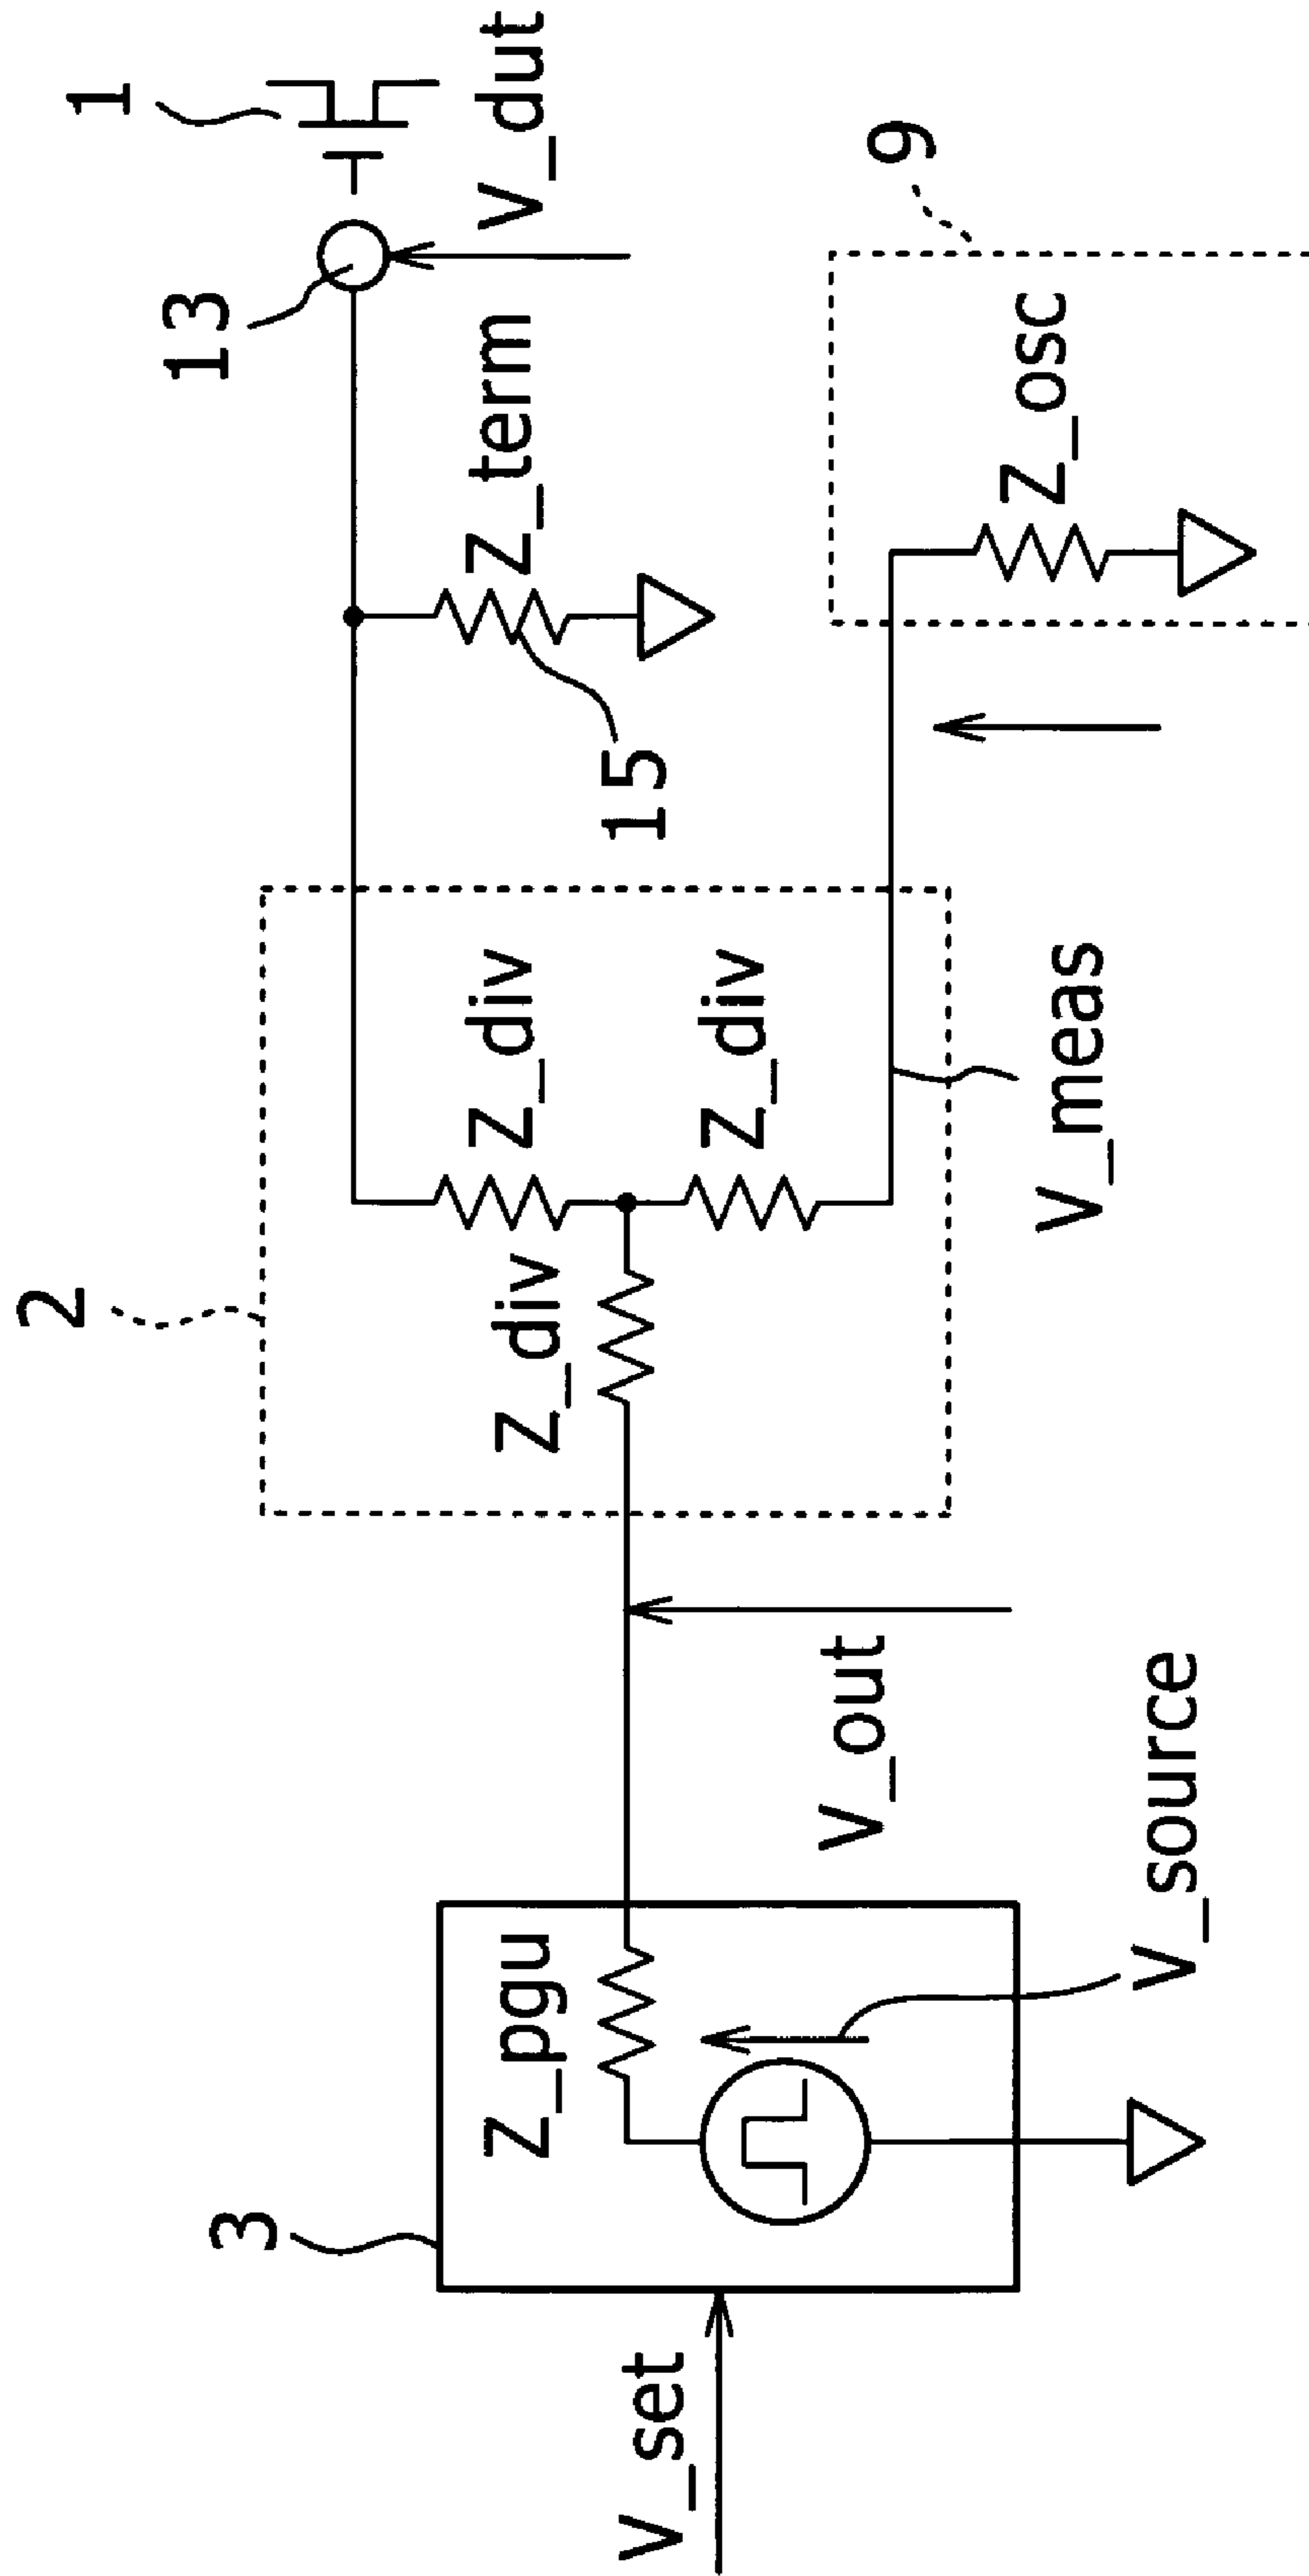 1
13
V_dut
Z_term
15
9
Z_osc
2
Z_div
Z_div
Z_div
V_meas
V_out
3
Z_pgu
V_source
V_set